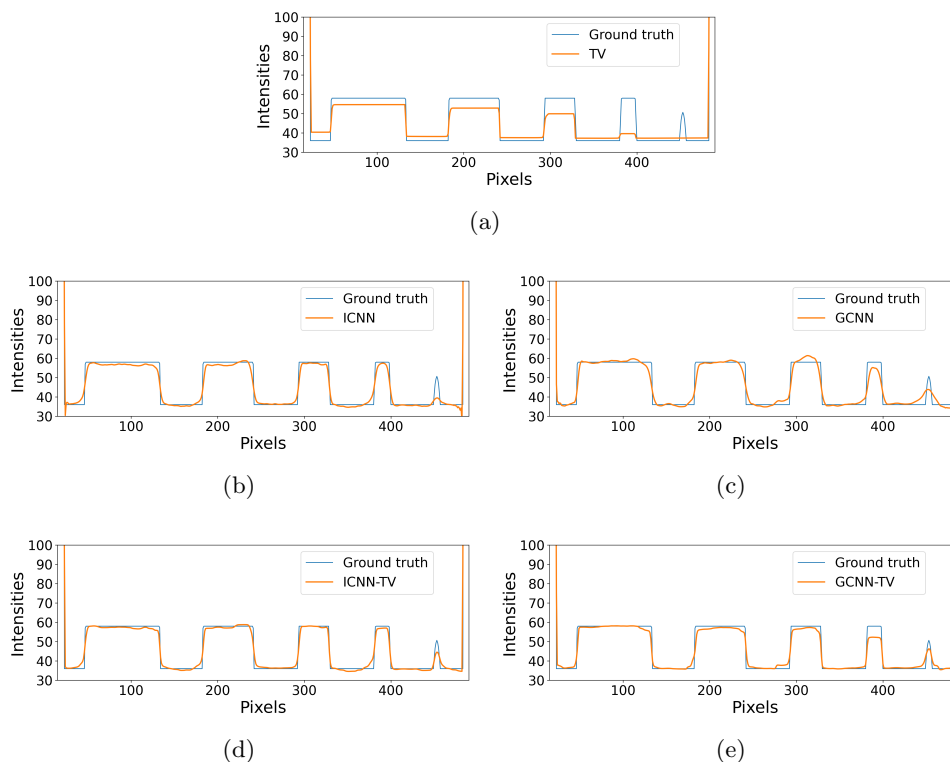 100
90
80
70
60
50
40
30
Intensities
Ground truth
TV
100 200 300 400
Pixels
(a)
100
90
80
70
60
50
40
30
Intensities
Ground truth
ICNN
100 200 300 400
Pixels
(b)
100
90
80
70
60
50
40
30
Intensities
Ground truth
GCNN
100 200 300 400
Pixels
(c)
100
90
80
70
60
50
40
30
Intensities
Ground truth
ICNN-TV
100 200 300 400
Pixels
(d)
100
90
80
70
60
50
40
30
Intensities
Ground truth
GCNN-TV
100 200 300 400
Pixels
(e)